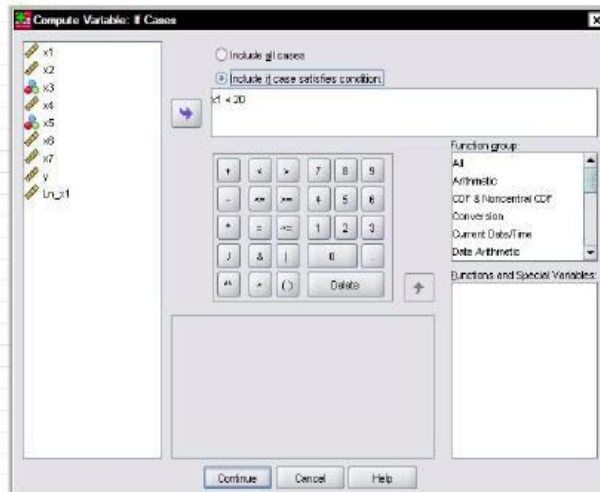 Compute Variable: If Cases
x1
x2
x3
x4
x5
x6
x7
y
Ln_x1
Include all cases
Include if case satisfies condition:
x1 < 20
+ < > 7 8 9
- <= >= 4 5 6
* = ~= 1 2 3
/ & | 0 .
** ~ ( ) Delete
Function group:
All
Arithmetic
CDF & Noncentral CDF
Conversion
Current Date/Time
Date Arithmetic
Functions and Special Variables:
Continue Cancel Help